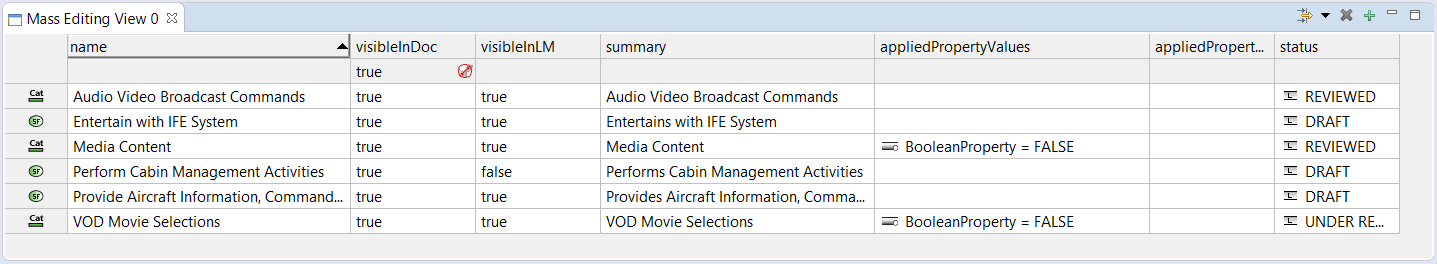 Mass Editing View 0
name visibleInDoc visibleInLM summary appliedPropertyValues appliedPropert... status
true
Cat Audio Video Broadcast Commands true true Audio Video Broadcast Commands L REVIEWED
SF Entertain with IFE System true true Entertains with IFE System L DRAFT
Cat Media Content true true Media Content BooleanProperty = FALSE L REVIEWED
SF Perform Cabin Management Activities true false Performs Cabin Management Activities L DRAFT
SF Provide Aircraft Information, Command... true true Provides Aircraft Information, Comma... L DRAFT
Cat VOD Movie Selections true true VOD Movie Selections BooleanProperty = FALSE L UNDER RE...